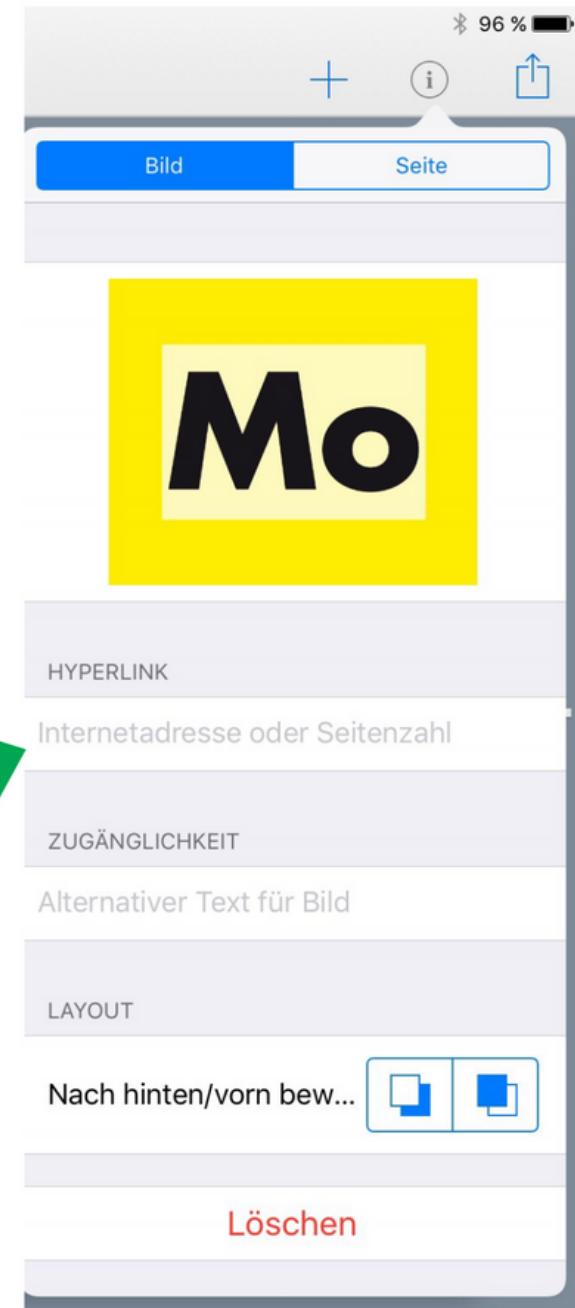 96 %
Bild Seite
Mo
HYPERLINK
Internetadresse oder Seitenzahl
ZUGÄNGLICHKEIT
Alternativer Text für Bild
LAYOUT
Nach hinten/vorn bew...
Löschen